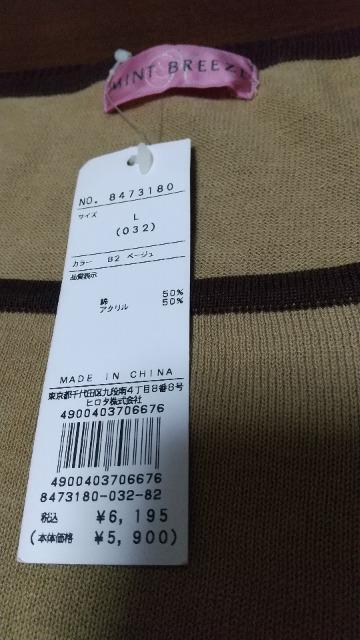 MINT BREEZE
NO. 8473180
サイズ
L
(032)
カラー 82 ベージュ
品質表示
綿 50%
アクリル 50%
MADE IN CHINA
東京都千代田区九段南4丁目8番8号
ヒロタ株式会社
4900403706676
4900403706676
8473180-032-82
税込 ¥6,195
(本体価格 ¥5,900)